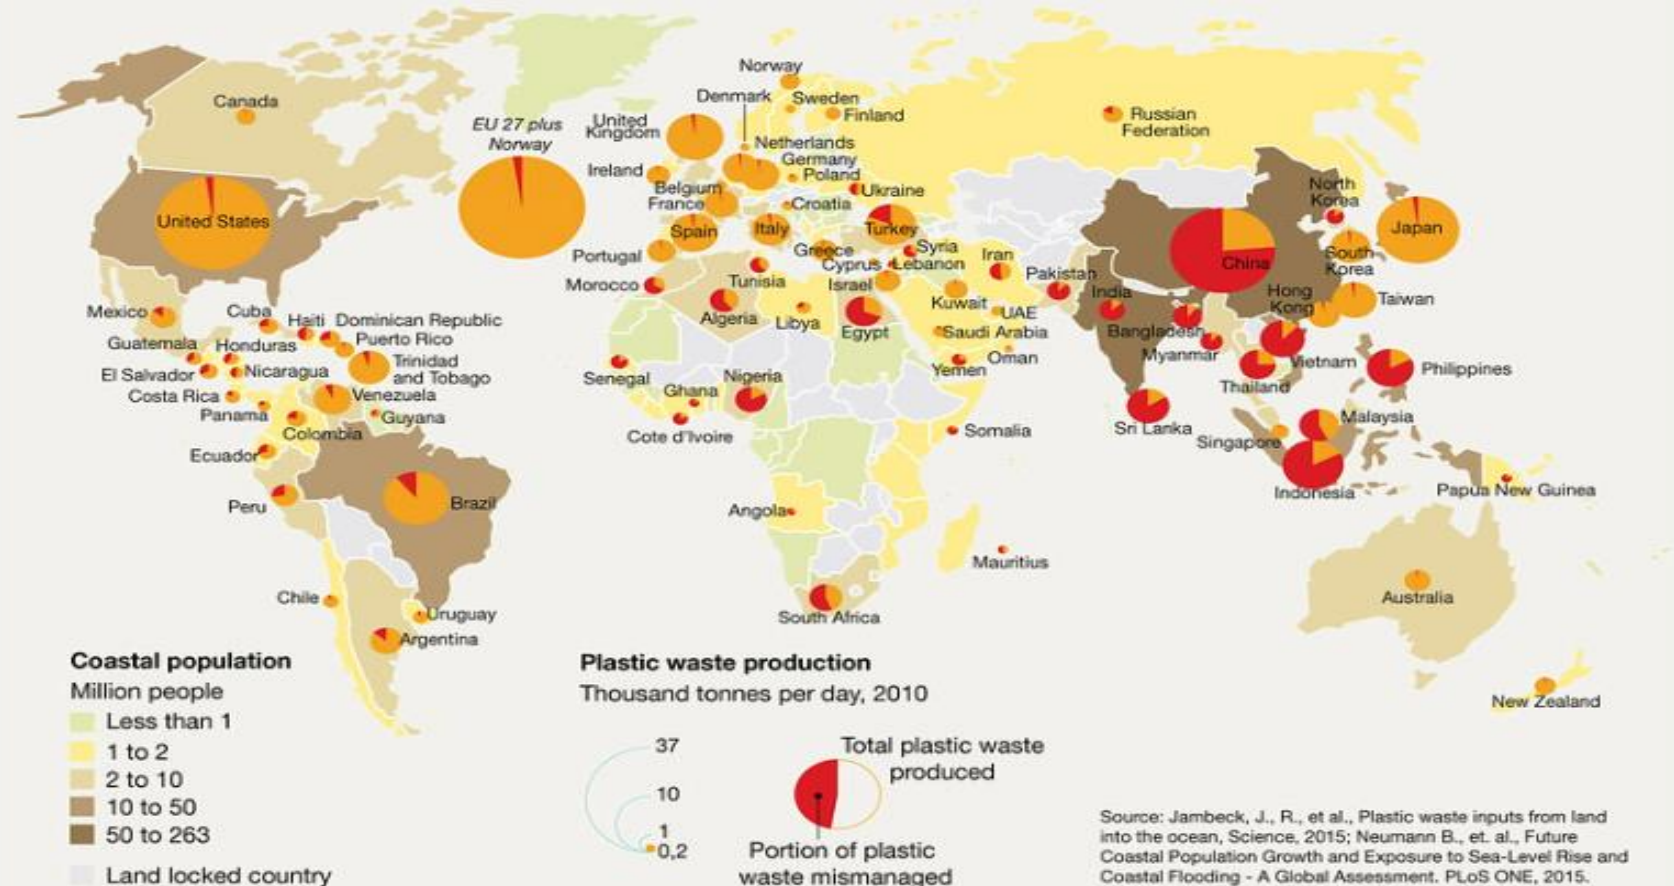 Norway
Denmark
Sweden
Finland
Canada
EU 27 plus
Norway
United
Kingdom
Netherlands
Germany
Poland
Ireland
Belgium
France
Ukraine
Croatia
Russian
Federation
North
Korea
United States
Spain
Italy
Turkey
Japan
Portugal
Greece
Syria
Cyprus
Lebanon
Iran
China
South
Korea
Morocco
Tunisia
Israel
Pakistan
India
Hong
Kong
Taiwan
Mexico
Cuba
Haiti
Dominican Republic
Puerto Rico
Algeria
Libya
Egypt
Kuwait
UAE
Saudi Arabia
Bangladesh
Guatemala
Honduras
Trinidad
and Tobago
Oman
Yemen
Myanmar
Vietnam
Philippines
El Salvador
Nicaragua
Senegal
Ghana
Nigeria
Thailand
Costa Rica
Venezuela
Panama
Guyana
Colombia
Cote d'Ivoire
Somalia
Sri Lanka
Malaysia
Singapore
Ecuador
Indonesia
Papua New Guinea
Peru
Brazil
Angola
Mauritius
Chile
Uruguay
Argentina
South Africa
Australia
New Zealand
Coastal population
Million people
Less than 1
1 to 2
2 to 10
10 to 50
50 to 263
Land locked country
Plastic waste production
Thousand tonnes per day, 2010
37
10
1
0,2
Total plastic waste
produced
Portion of plastic
waste mismanaged
Source: Jambeck, J., R., et al., Plastic waste inputs from land
into the ocean, Science, 2015; Neumann B., et. al., Future
Coastal Population Growth and Exposure to Sea-Level Rise and
Coastal Flooding - A Global Assessment. PLoS ONE, 2015.